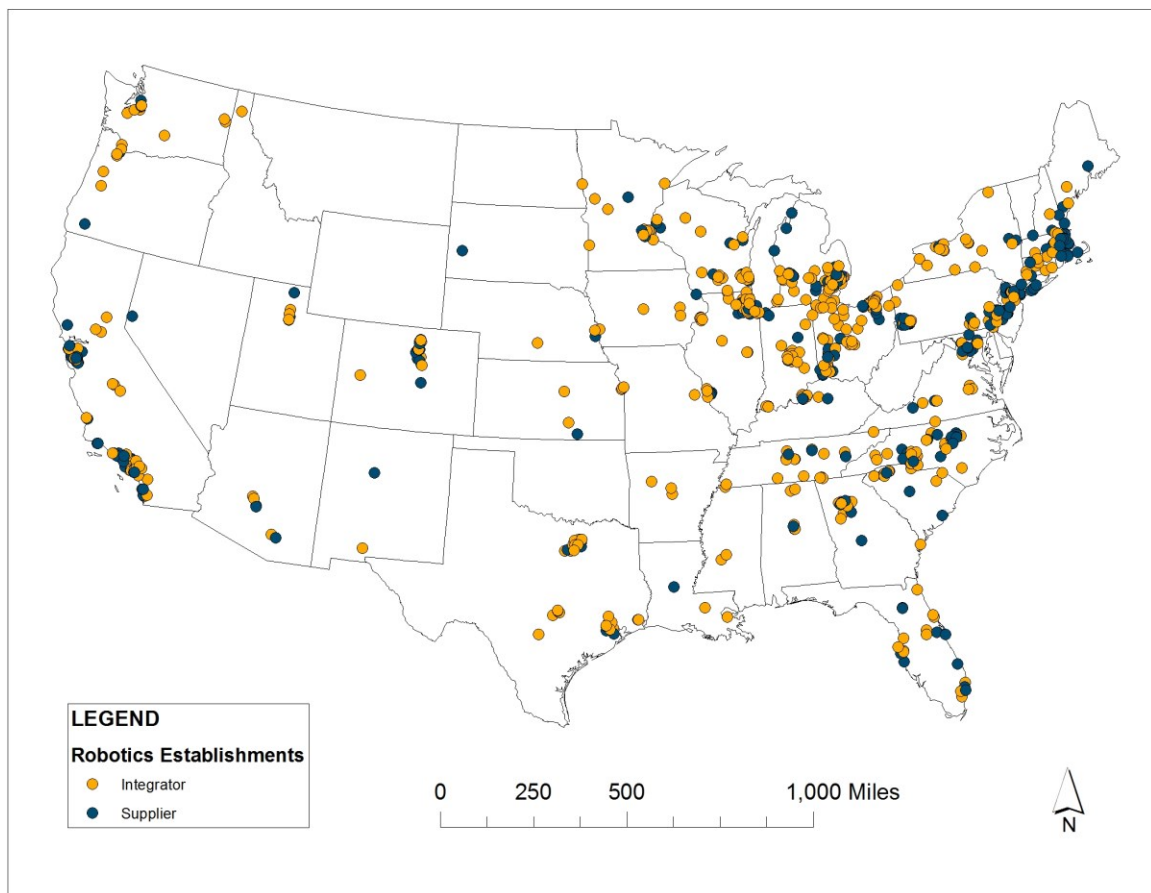 LEGEND
Robotics Establishments
Integrator
Supplier
0 250 500 1,000 Miles
N